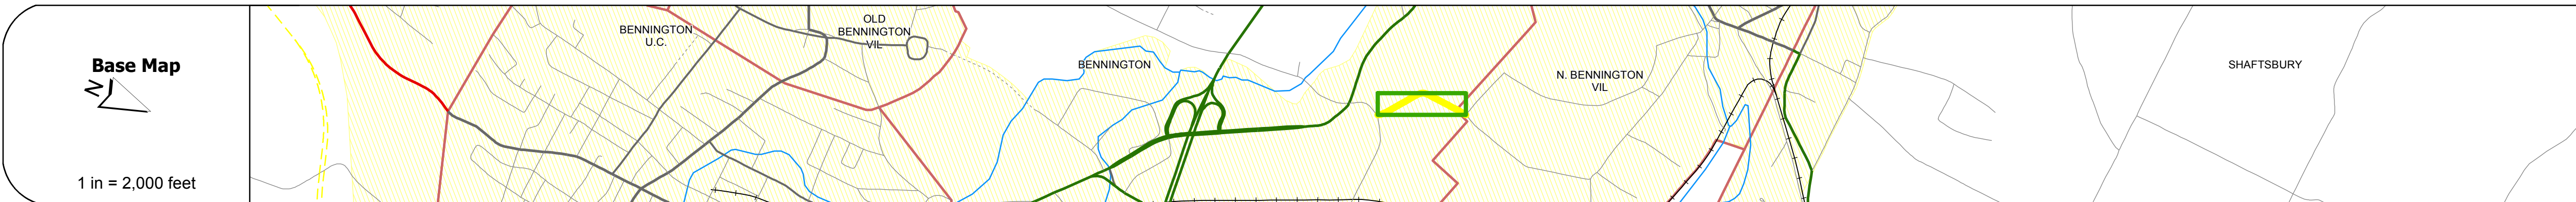 Base Map
N
1 in = 2,000 feet
BENNINGTON
U.C.
OLD
BENNINGTON
VIL
BENNINGTON
N. BENNINGTON
VIL
SHAFTSBURY